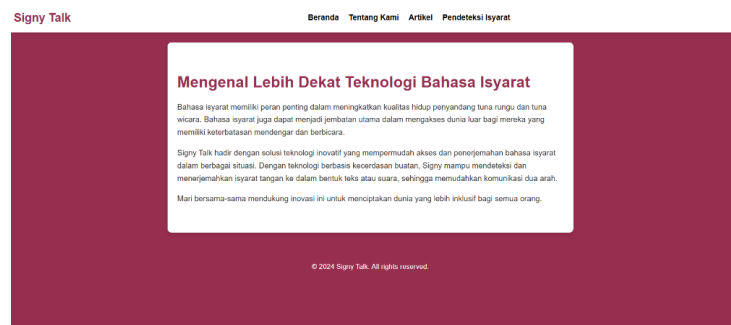 Signy Talk
Beranda Tentang Kami Artikel Pendeteksi Isyarat
Mengenal Lebih Dekat Teknologi Bahasa Isyarat
Bahasa isyarat memiliki peran penting dalam meningkatkan kualitas hidup penyandang tuna rungu dan tuna
wicara. Bahasa isyarat juga dapat menjadi jembatan utama dalam mengakses dunia luar bagi mereka yang
memiliki keterbatasan mendengar dan berbicara.
Signy Talk hadir dengan solusi teknologi inovatif yang mempermudah akses dan penerjemahan bahasa isyarat
dalam berbagai situasi. Dengan teknologi berbasis kecerdasan buatan, Signy mampu mendeteksi dan
menerjemahkan isyarat tangan ke dalam bentuk teks atau suara, sehingga memudahkan komunikasi dua arah.
Mari bersama-sama mendukung inovasi ini untuk menciptakan dunia yang lebih inklusif bagi semua orang.
© 2024 Signy Talk. All rights reserved.